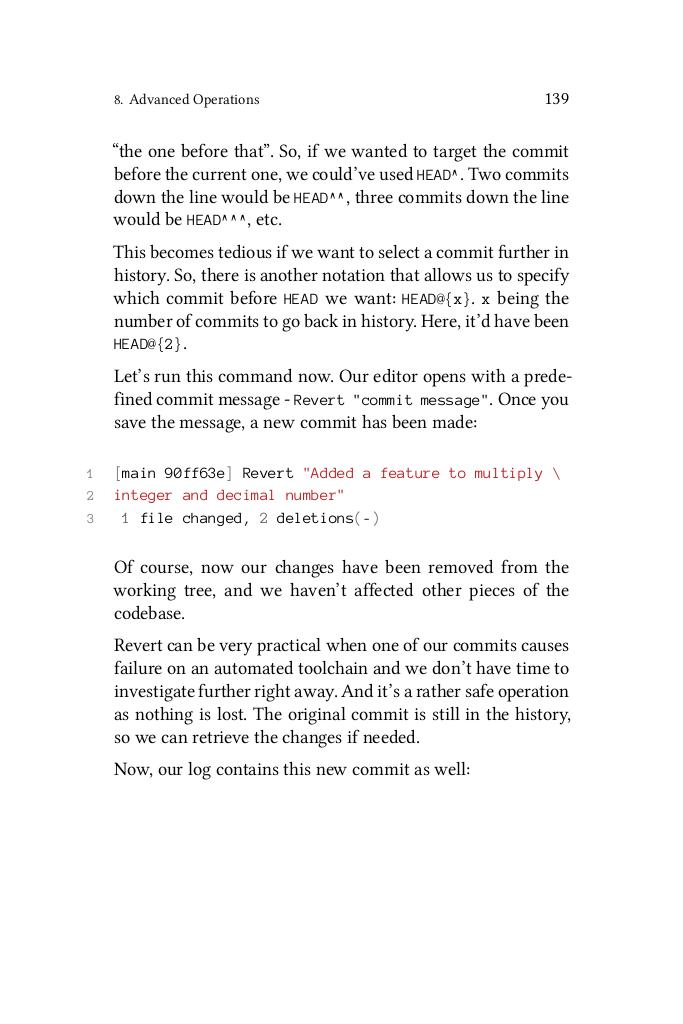 8. Advanced Operations 139
“the one before that”. So, if we wanted to target the commit
before the current one, we could’ve used HEAD^. Two commits
down the line would be HEAD^^, three commits down the line
would be HEAD^^^, etc.
This becomes tedious if we want to select a commit further in
history. So, there is another notation that allows us to specify
which commit before HEAD we want: HEAD@{x}. x being the
number of commits to go back in history. Here, it’d have been
HEAD@{2}.
Let’s run this command now. Our editor opens with a prede-
fined commit message - Revert "commit message". Once you
save the message, a new commit has been made:
1 [main 90ff63e] Revert "Added a feature to multiply \
2 integer and decimal number"
3 1 file changed, 2 deletions(-)
Of course, now our changes have been removed from the
working tree, and we haven’t affected other pieces of the
codebase.
Revert can be very practical when one of our commits causes
failure on an automated toolchain and we don’t have time to
investigate further right away. And it’s a rather safe operation
as nothing is lost. The original commit is still in the history,
so we can retrieve the changes if needed.
Now, our log contains this new commit as well: